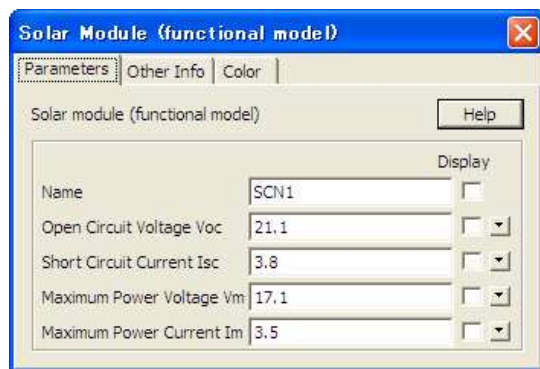 Solar Module (functional model)
Parameters Other Info Color
Solar module (functional model) Help
Display
Name SCN1
Open Circuit Voltage Voc 21.1
Short Circuit Current Isc 3.8
Maximum Power Voltage Vm 17.1
Maximum Power Current Im 3.5